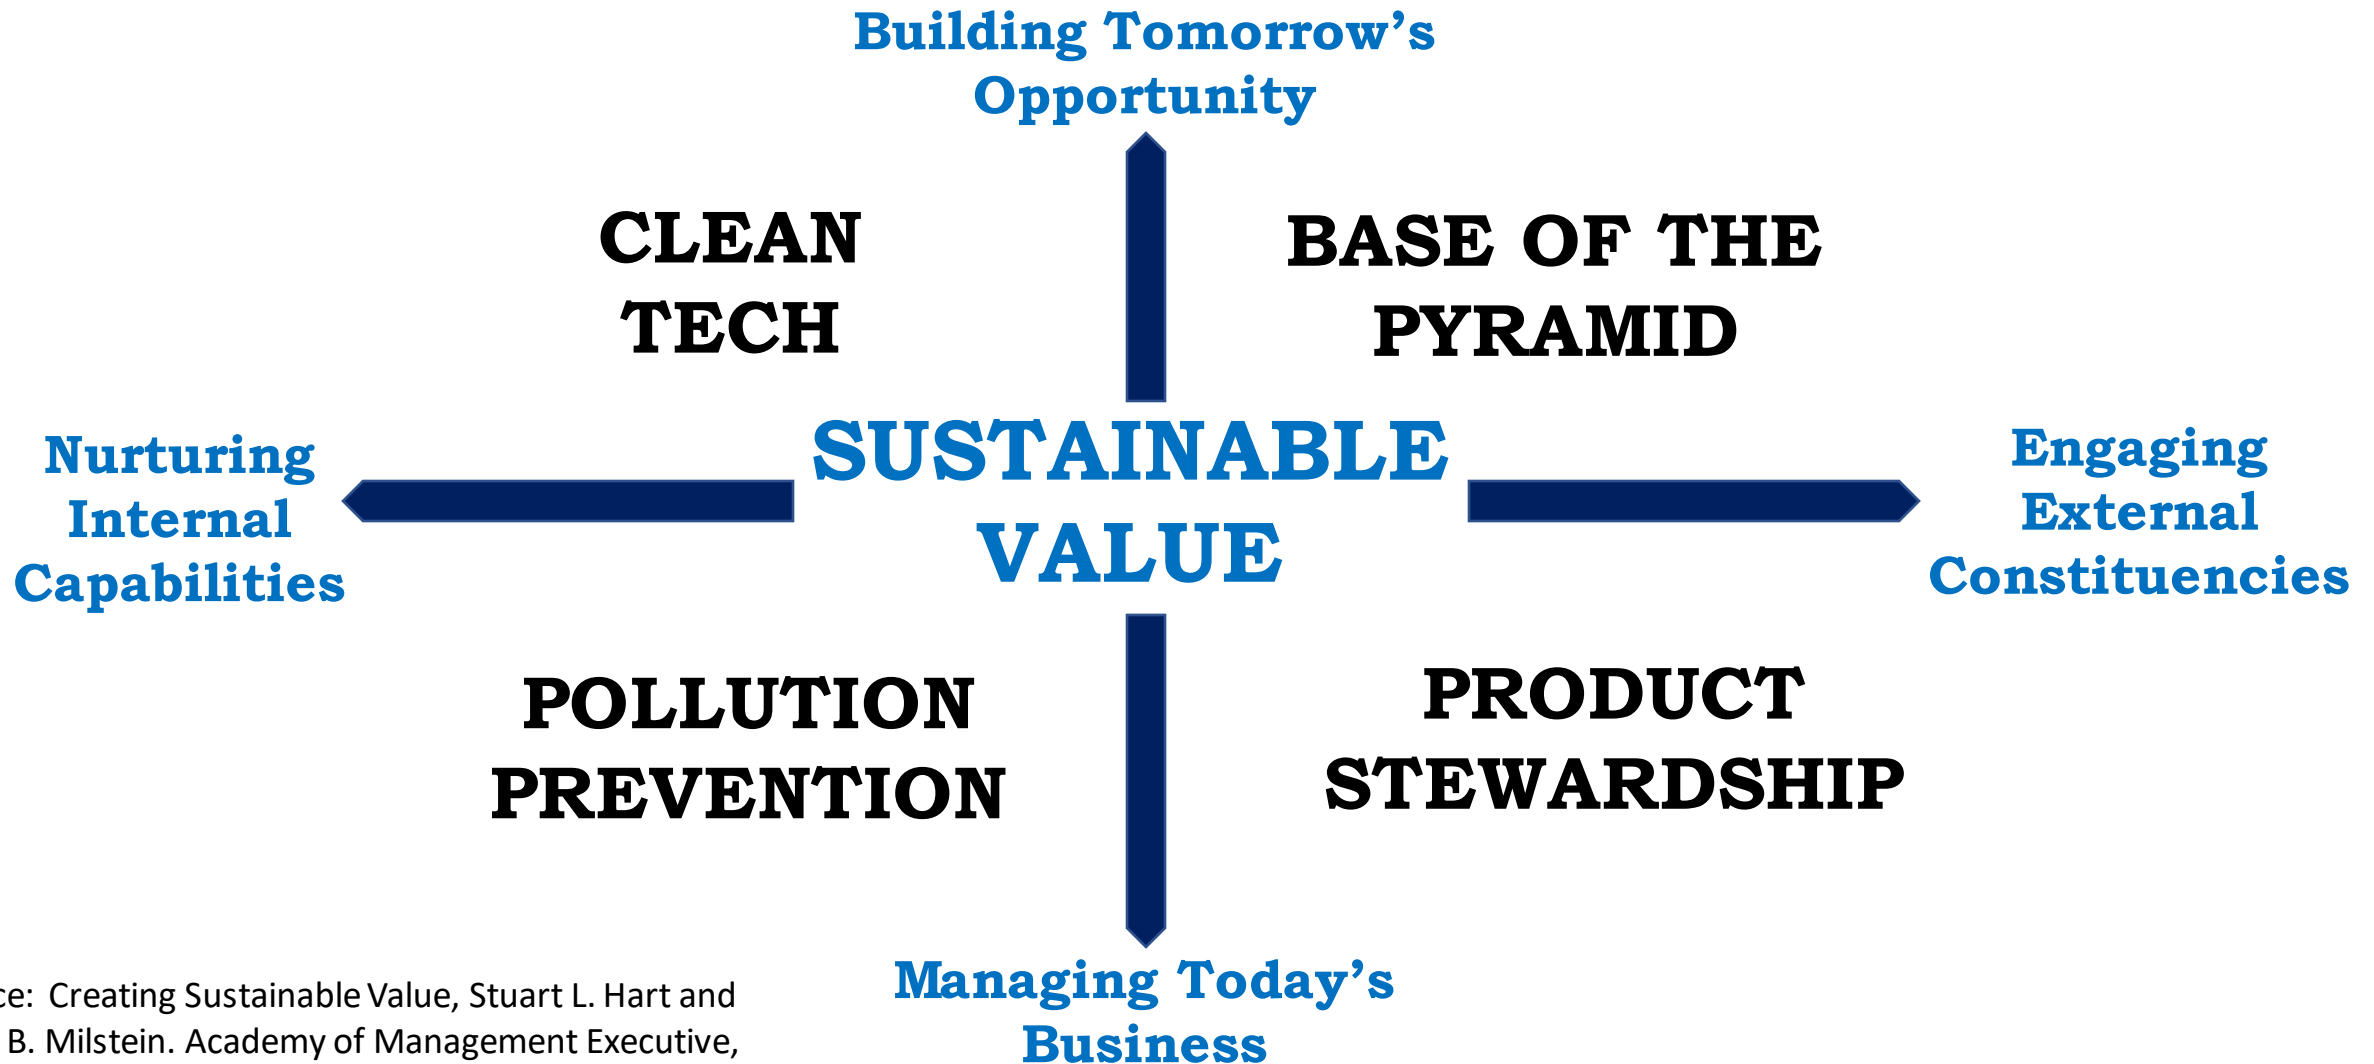 Building Tomorrow’s
Opportunity
CLEAN
TECH
BASE OF THE
PYRAMID
Nurturing
Internal
Capabilities
SUSTAINABLE
VALUE
Engaging
External
Constituencies
POLLUTION
PREVENTION
PRODUCT
STEWARDSHIP
Managing Today’s
Business
ce: Creating Sustainable Value, Stuart L. Hart and
B. Milstein. Academy of Management Executive,